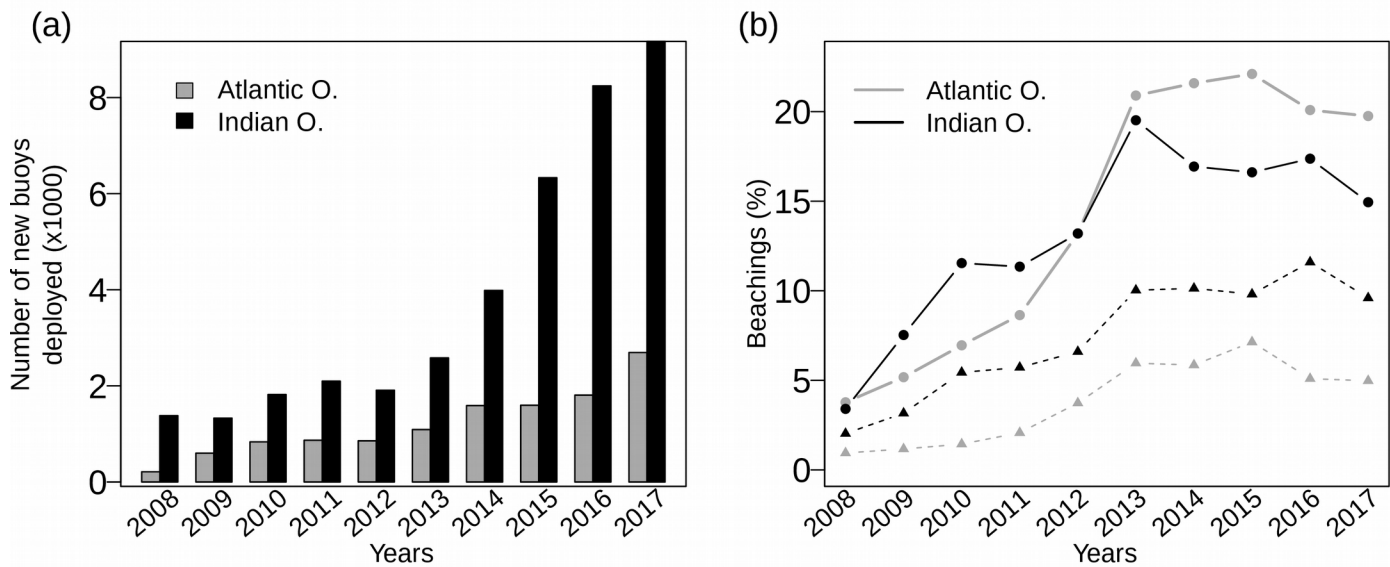 (a)
Number of new buoys
deployed (x1000)
8
6
4
2
0
Atlantic O.
Indian O.
2008
2009
2010
2011
2012
2013
2014
2015
2016
2017
Years
(b)
Beachings (%)
20
15
10
5
0
Atlantic O.
Indian O.
2008
2009
2010
2011
2012
2013
2014
2015
2016
2017
Years